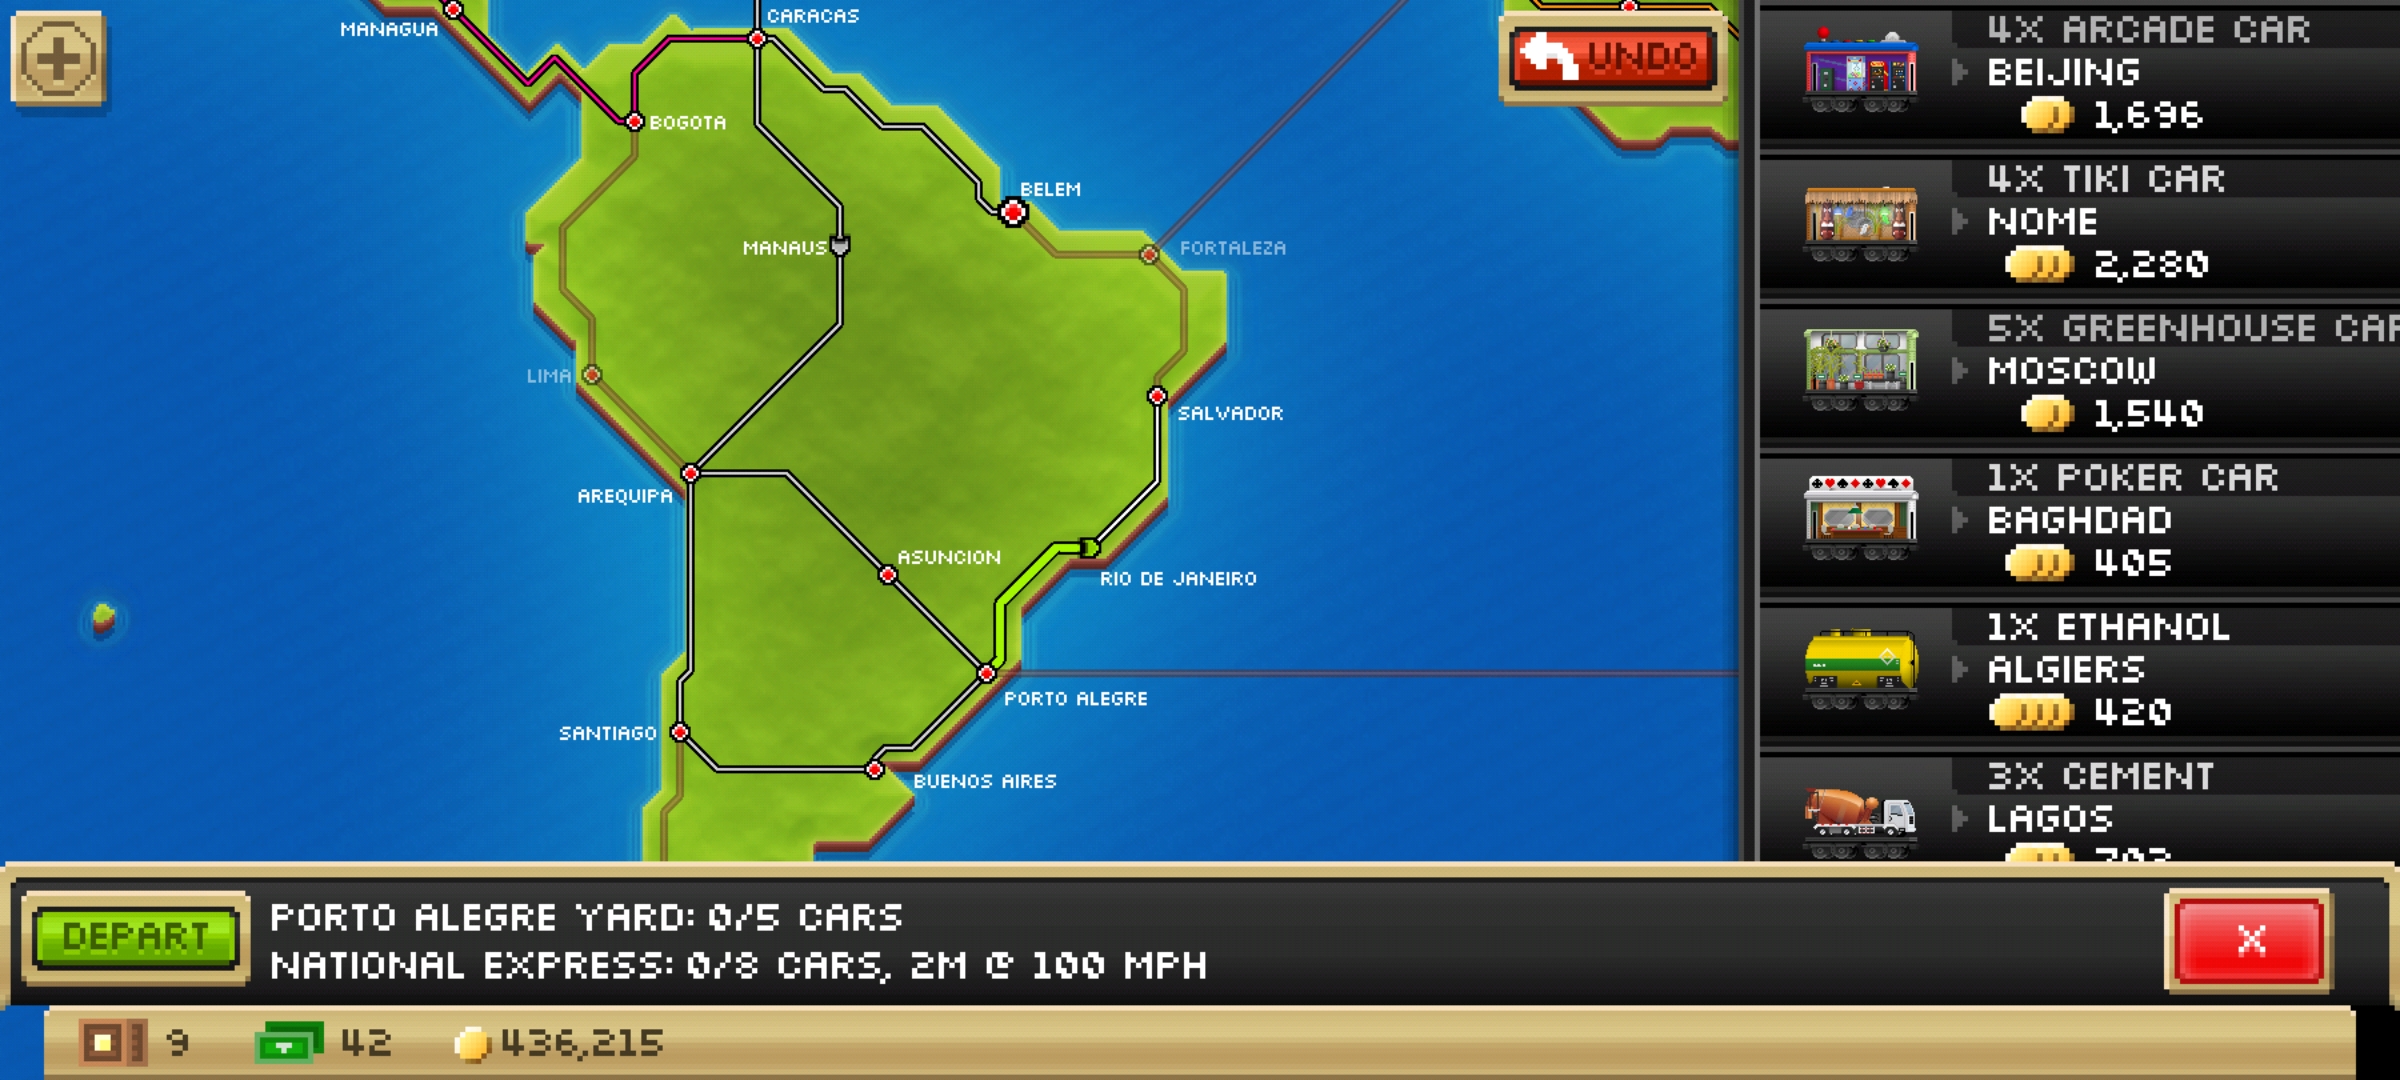 MANAGUA
CARACAS
BOGOTA
BELEM
MANAUS
FORTALEZA
LIMA
SALVADOR
AREQUIPA
ASUNCION
RIO DE JANEIRO
PORTO ALEGRE
SANTIAGO
BUENOS AIRES
UNDO
4X ARCADE CAR
BEIJING
1,696
4X TIKI CAR
NOME
2,280
5X GREENHOUSE CAR
MOSCOW
1,540
1X POKER CAR
BAGHDAD
405
1X ETHANOL
ALGIERS
420
3X CEMENT
LAGOS
DEPART
PORTO ALEGRE YARD: 0/5 CARS
NATIONAL EXPRESS: 0/8 CARS, 2M @ 100 MPH
X
9
42
436,215